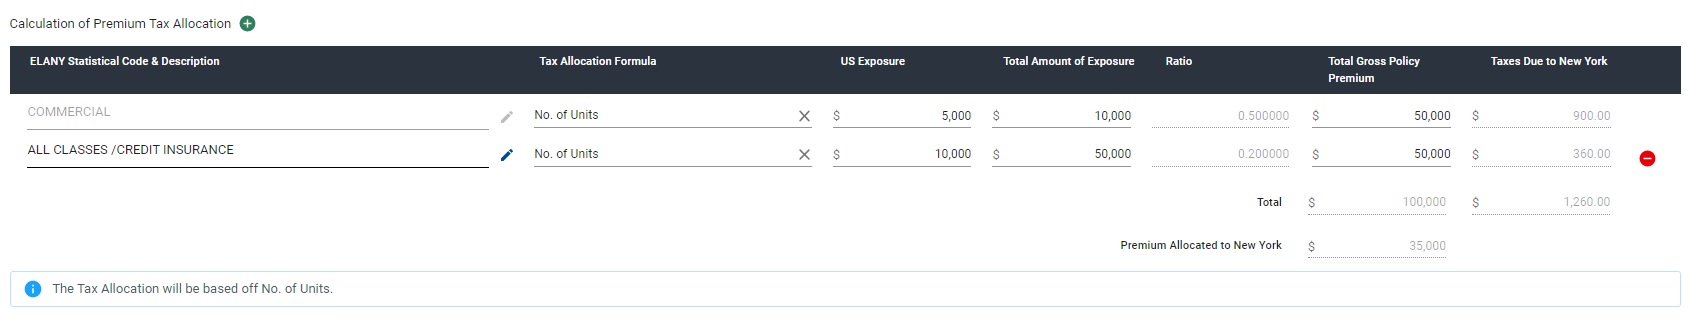 Calculation of Premium Tax Allocation
ELANY Statistical Code & Description Tax Allocation Formula US Exposure Total Amount of Exposure Ratio Total Gross Policy Premium Taxes Due to New York
COMMERCIAL No. of Units $ 5,000 $ 10,000 0.500000 $ 50,000 $ 900.00
ALL CLASSES /CREDIT INSURANCE No. of Units $ 10,000 $ 50,000 0.200000 $ 50,000 $ 360.00
Total $ 100,000 $ 1,260.00
Premium Allocated to New York $ 35,000
The Tax Allocation will be based off No. of Units.